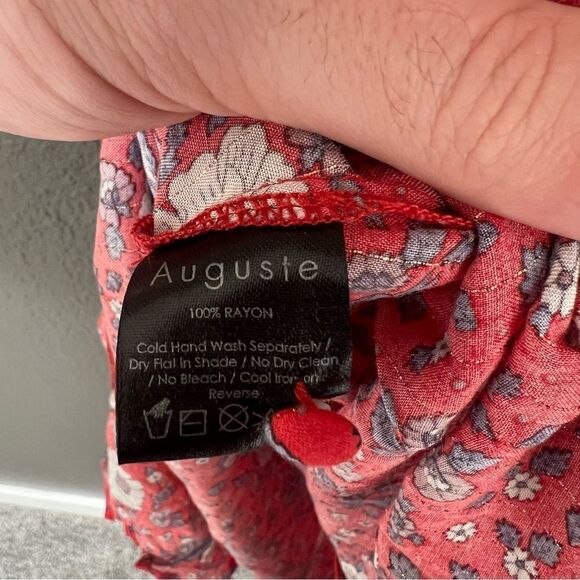 Auguste
100% RAYON
Cold Hand Wash Separately /
Dry Flat in Shade / No Dry Clean
/ No Bleach / Cool Iron on
Reverse